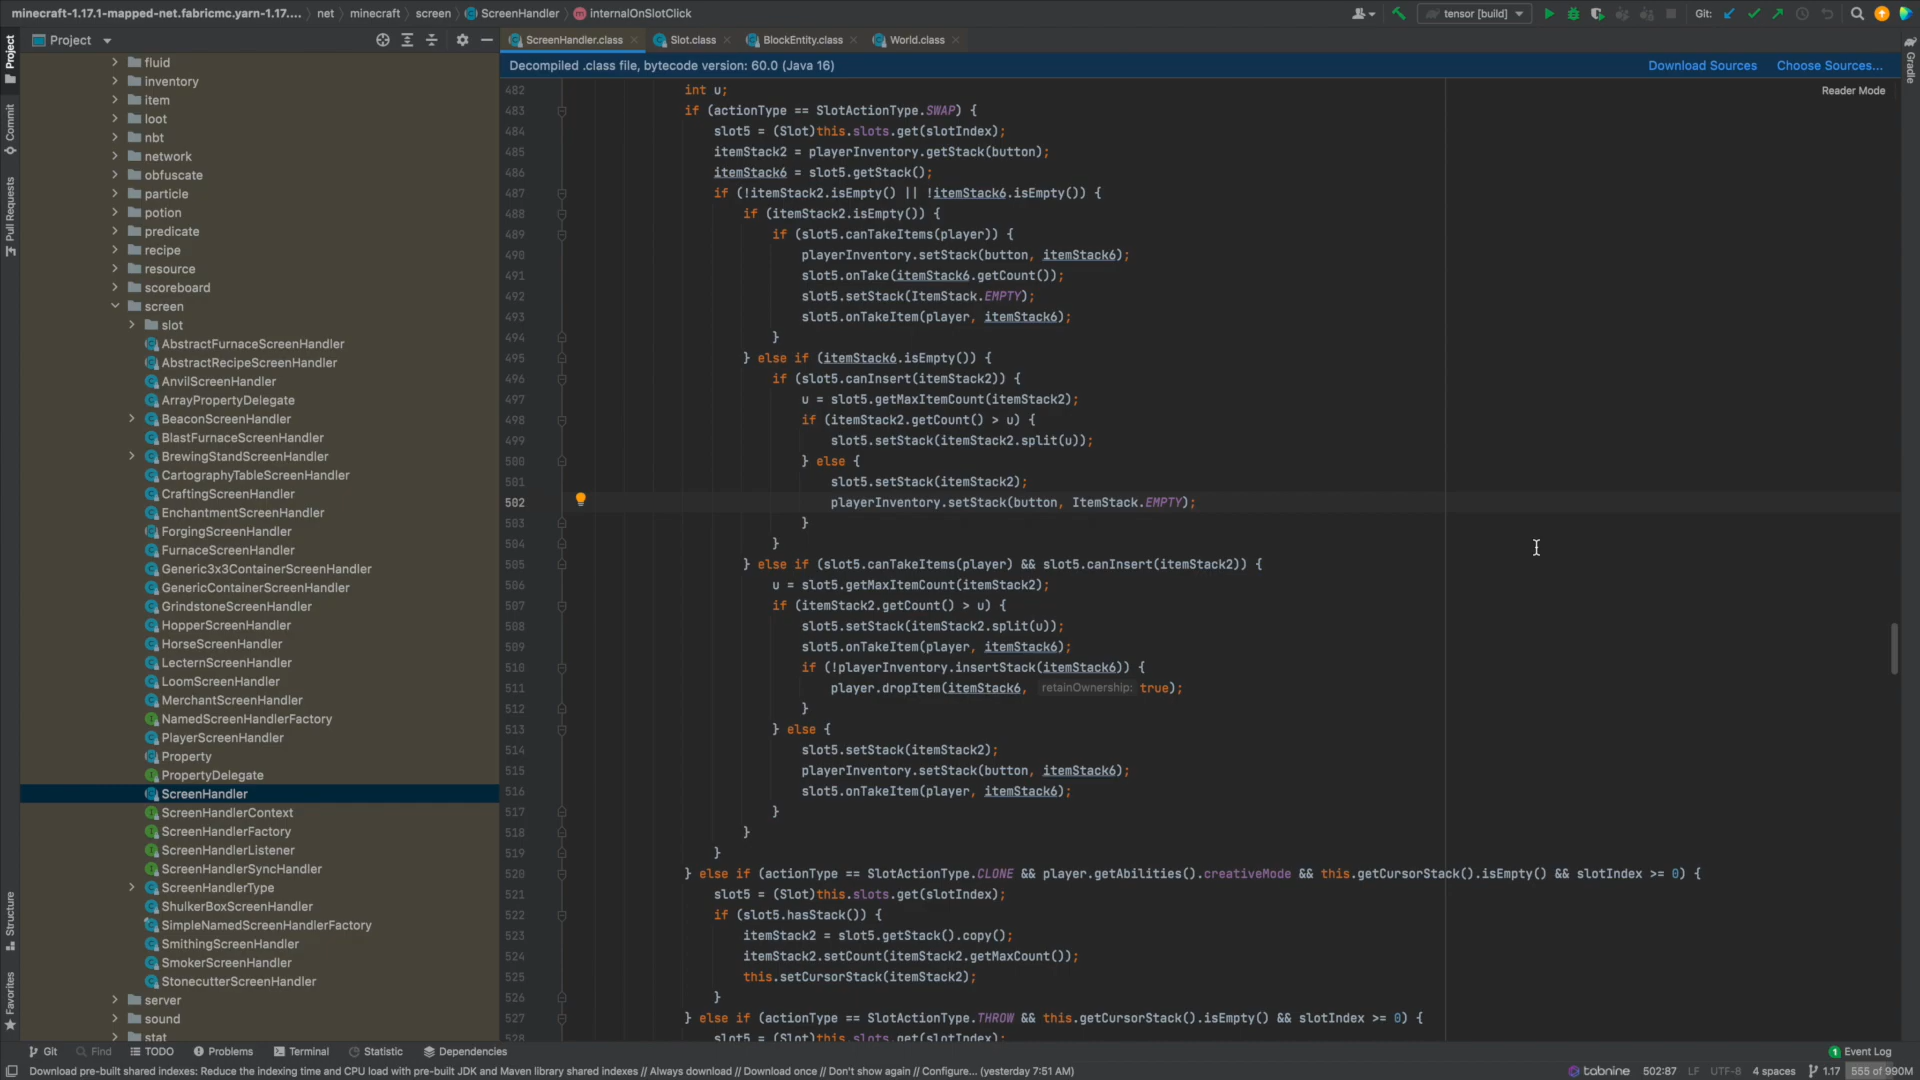 minecraft-1.17.1-mapped-net.fabricmc.yarn-1.17.... net minecraft screen ScreenHandler internalOnSlotClick
tensor [build]
Git:
Project
ScreenHandler.class
Slot.class
BlockEntity.class
World.class
Decompiled .class file, bytecode version: 60.0 (Java 16)
Download Sources
Choose Sources...
Reader Mode
Project
Commit
Pull Requests
Structure
Favorites
Gradle
fluid
inventory
item
loot
nbt
network
obfuscate
particle
potion
predicate
recipe
resource
scoreboard
screen
slot
AbstractFurnaceScreenHandler
AbstractRecipeScreenHandler
AnvilScreenHandler
ArrayPropertyDelegate
BeaconScreenHandler
BlastFurnaceScreenHandler
BrewingStandScreenHandler
CartographyTableScreenHandler
CraftingScreenHandler
EnchantmentScreenHandler
ForgingScreenHandler
FurnaceScreenHandler
Generic3x3ContainerScreenHandler
GenericContainerScreenHandler
GrindstoneScreenHandler
HopperScreenHandler
HorseScreenHandler
LecternScreenHandler
LoomScreenHandler
MerchantScreenHandler
NamedScreenHandlerFactory
PlayerScreenHandler
Property
PropertyDelegate
ScreenHandler
ScreenHandlerContext
ScreenHandlerFactory
ScreenHandlerListener
ScreenHandlerSyncHandler
ScreenHandlerType
ShulkerBoxScreenHandler
SimpleNamedScreenHandlerFactory
SmithingScreenHandler
SmokerScreenHandler
StonecutterScreenHandler
server
sound
stat
482 int u;
483 if (actionType == SlotActionType.SWAP) {
484 slot5 = (Slot)this.slots.get(slotIndex);
485 itemStack2 = playerInventory.getStack(button);
486 itemStack6 = slot5.getStack();
487 if (!itemStack2.isEmpty() || !itemStack6.isEmpty()) {
488 if (itemStack2.isEmpty()) {
489 if (slot5.canTakeItems(player)) {
490 playerInventory.setStack(button, itemStack6);
491 slot5.onTake(itemStack6.getCount());
492 slot5.setStack(ItemStack.EMPTY);
493 slot5.onTakeItem(player, itemStack6);
494 }
495 } else if (itemStack6.isEmpty()) {
496 if (slot5.canInsert(itemStack2)) {
497 u = slot5.getMaxItemCount(itemStack2);
498 if (itemStack2.getCount() > u) {
499 slot5.setStack(itemStack2.split(u));
500 } else {
501 slot5.setStack(itemStack2);
502 playerInventory.setStack(button, ItemStack.EMPTY);
503 }
504 }
505 } else if (slot5.canTakeItems(player) && slot5.canInsert(itemStack2)) {
506 u = slot5.getMaxItemCount(itemStack2);
507 if (itemStack2.getCount() > u) {
508 slot5.setStack(itemStack2.split(u));
509 slot5.onTakeItem(player, itemStack6);
510 if (!playerInventory.insertStack(itemStack6)) {
511 player.dropItem(itemStack6, retainOwnership: true);
512 }
513 } else {
514 slot5.setStack(itemStack2);
515 playerInventory.setStack(button, itemStack6);
516 slot5.onTakeItem(player, itemStack6);
517 }
518 }
519 }
520 } else if (actionType == SlotActionType.CLONE && player.getAbilities().creativeMode && this.getCursorStack().isEmpty() && slotIndex >= 0) {
521 slot5 = (Slot)this.slots.get(slotIndex);
522 if (slot5.hasStack()) {
523 itemStack2 = slot5.getStack().copy();
524 itemStack2.setCount(itemStack2.getMaxCount());
525 this.setCursorStack(itemStack2);
526 }
527 } else if (actionType == SlotActionType.THROW && this.getCursorStack().isEmpty() && slotIndex >= 0) {
528 slot5 = (Slot)this.slots.get(slotIndex);
Git Find TODO Problems Terminal Statistic Dependencies
1 Event Log
Download pre-built shared indexes: Reduce the indexing time and CPU load with pre-built JDK and Maven library shared indexes // Always download // Download once // Don't show again // Configure... (yesterday 7:51 AM)
tabnine 502:87 LF UTF-8 4 spaces 1.17 555 of 990M